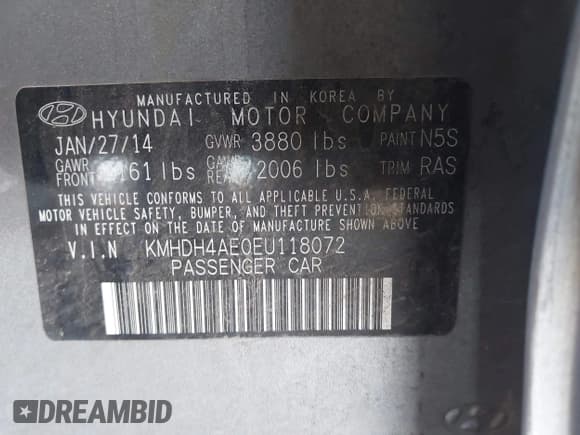 MANUFACTURED IN KOREA BY
HYUNDAI MOTOR COMPANY
JAN/27/14 GVWR 3880 lbs PAINT N5S
GAWR FRONT 161 lbs GAWR REAR 2006 lbs TRIM RAS
THIS VEHICLE CONFORMS TO ALL APPLICABLE U.S.A. FEDERAL
MOTOR VEHICLE SAFETY, BUMPER, AND THEFT PREVENTION STANDARDS
IN EFFECT ON THE DATE OF MANUFACTURE SHOWN ABOVE.
V.I.N KMHDH4AE0EU118072
PASSENGER CAR
DREAMBID